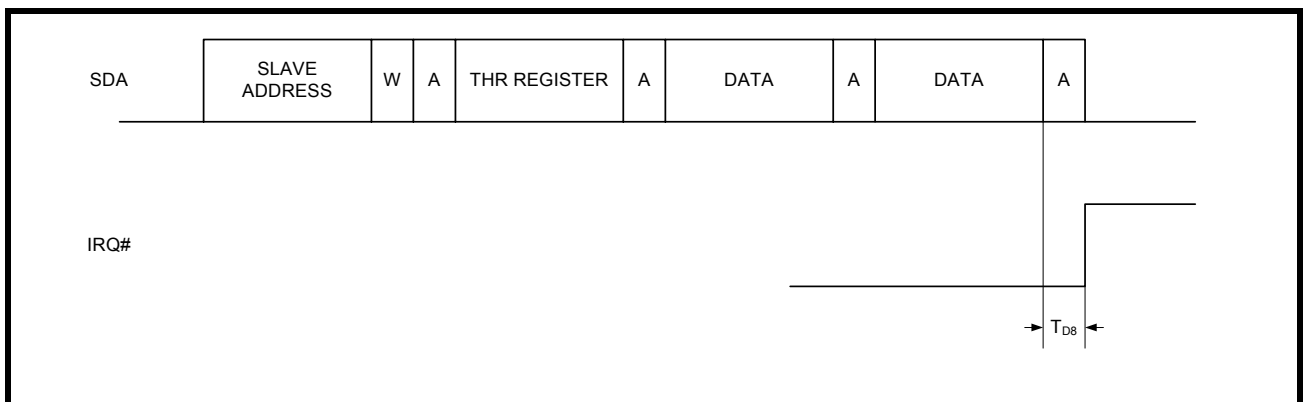 SDA
SLAVE
ADDRESS
W
A
THR REGISTER
A
DATA
A
DATA
A
IRQ#
TD8